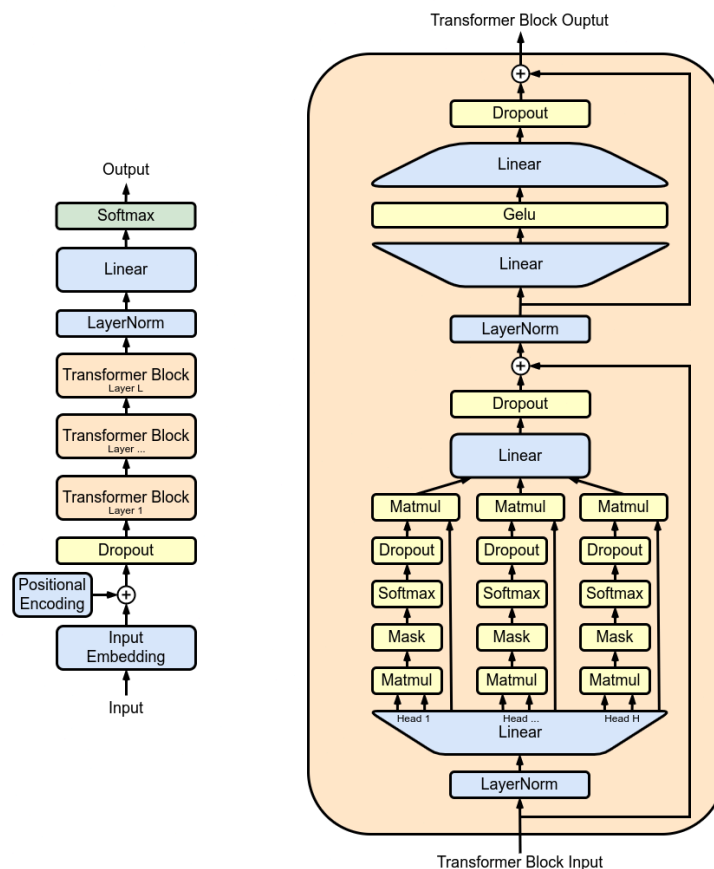 Output
Softmax
Linear
LayerNorm
Transformer Block
Layer L
Transformer Block
Layer ...
Transformer Block
Layer 1
Dropout
Positional
Encoding
+
Input
Embedding
Input
Transformer Block Ouptut
+
Dropout
Linear
Gelu
Linear
LayerNorm
+
Dropout
Linear
Matmul Matmul Matmul
Dropout Dropout Dropout
Softmax Softmax Softmax
Mask Mask Mask
Matmul Matmul Matmul
Head 1 Head ... Head H
Linear
LayerNorm
Transformer Block Input